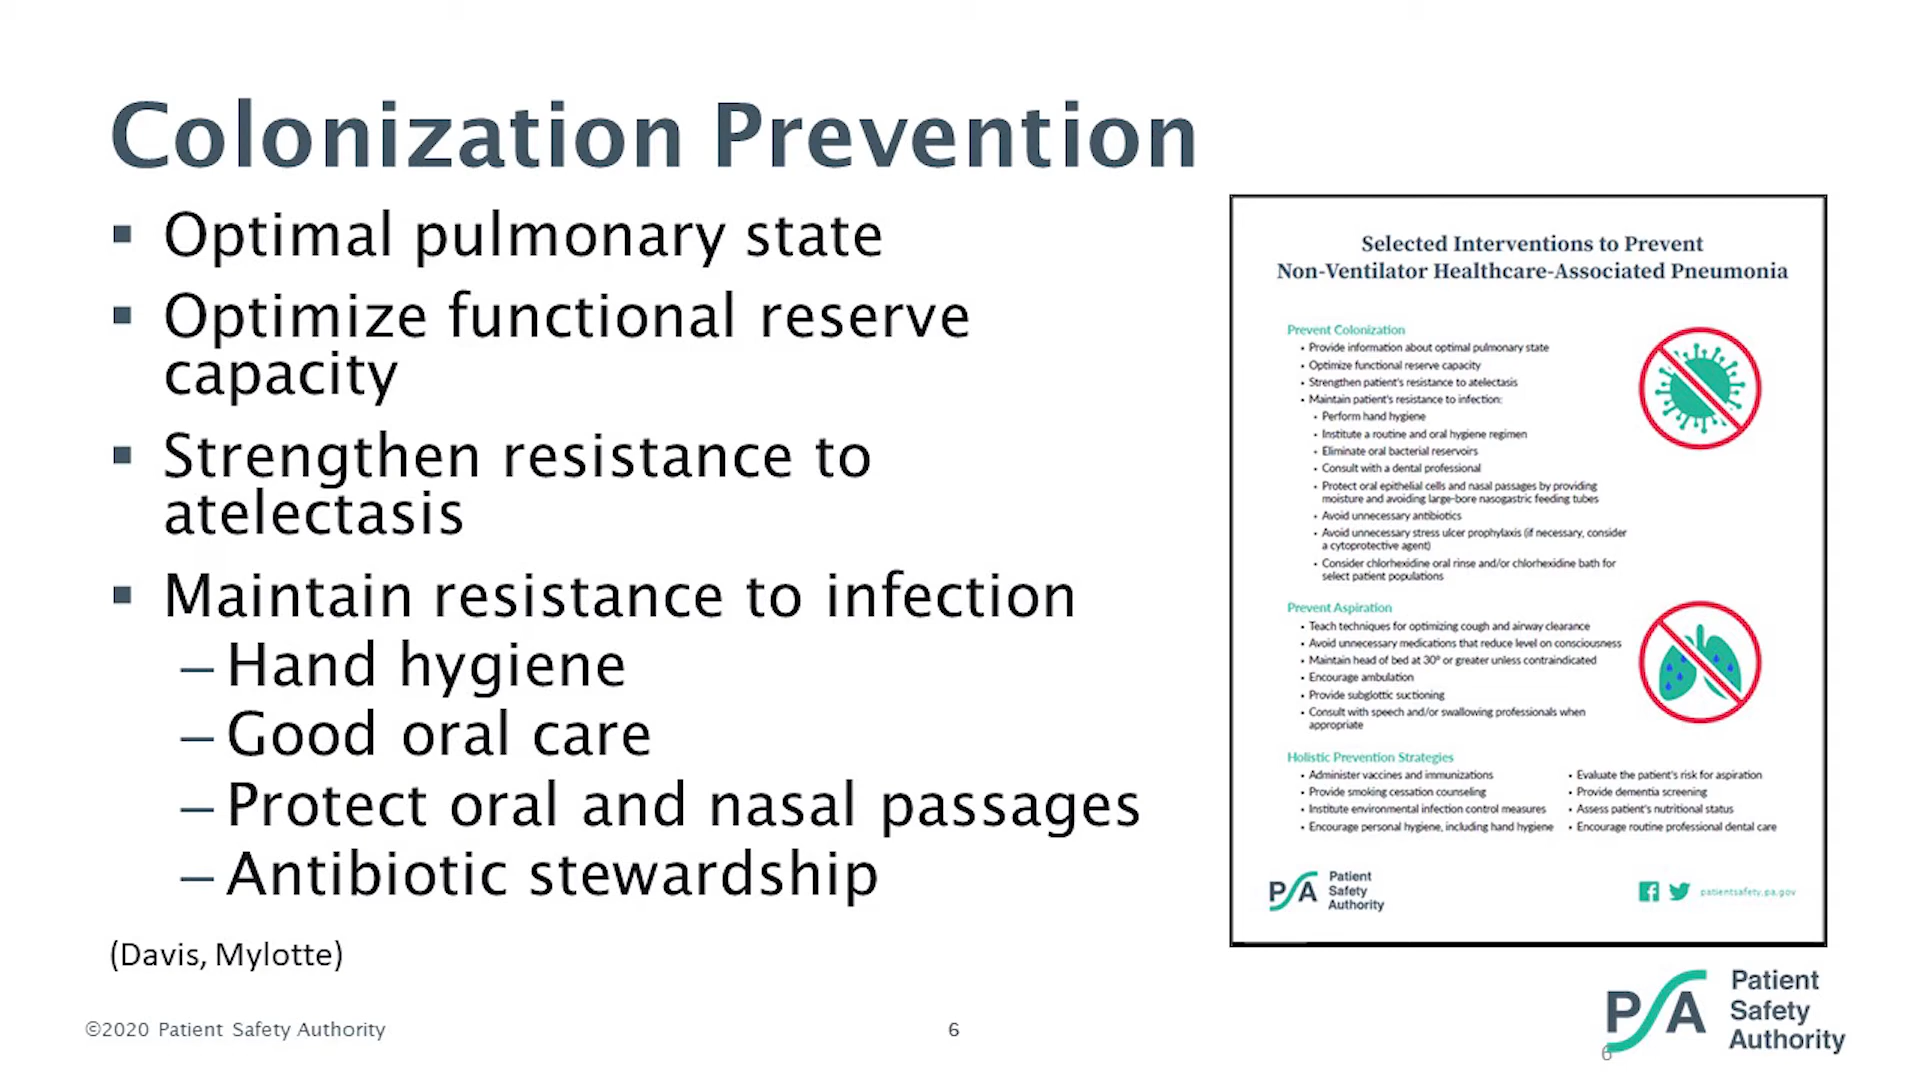 Colonization Prevention
▪ Optimal pulmonary state
▪ Optimize functional reserve
capacity
▪ Strengthen resistance to
atelectasis
▪ Maintain resistance to infection
– Hand hygiene
– Good oral care
– Protect oral and nasal passages
– Antibiotic stewardship
(Davis, Mylotte)
Selected Interventions to Prevent
Non-Ventilator Healthcare-Associated Pneumonia
Prevent Colonization
• Provide information about optimal pulmonary state
• Optimize functional reserve capacity
• Strengthen patient's resistance to atelectasis
• Maintain patient's resistance to infection:
• Perform hand hygiene
• Institute a routine and oral hygiene regimen
• Eliminate oral bacterial reservoirs
• Consult with a dental professional
• Protect oral epithelial cells and nasal passages by providing
moisture and avoiding large-bore nasogastric feeding tubes
• Avoid unnecessary antibiotics
• Avoid unnecessary stress ulcer prophylaxis (if necessary, consider
a cytoprotective agent)
• Consider chlorhexidine oral rinse and/or chlorhexidine bath for
select patient populations
Prevent Aspiration
• Teach techniques for optimizing cough and airway clearance
• Avoid unnecessary medications that reduce level on consciousness
• Maintain head of bed at 30° or greater unless contraindicated
• Encourage ambulation
• Provide subglottic suctioning
• Consult with speech and/or swallowing professionals when
appropriate
Holistic Prevention Strategies
• Administer vaccines and immunizations
• Provide smoking cessation counseling
• Institute environmental infection control measures
• Encourage personal hygiene, including hand hygiene
• Evaluate the patient's risk for aspiration
• Provide dementia screening
• Assess patient's nutritional status
• Encourage routine professional dental care
PSA
Patient
Safety
Authority
patientsafety.pa.gov
©2020 Patient Safety Authority
6
PSA
Patient
Safety
Authority
6